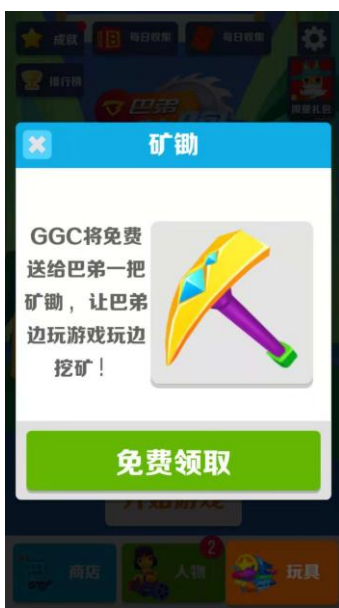 成就
每日收集
每日收集
排行榜
限量礼包
巴弟
矿锄
GGC将免费
送给巴弟一把
矿锄，让巴弟
边玩游戏玩边
挖矿！
免费领取
开始游戏
2
商店
人物
玩具